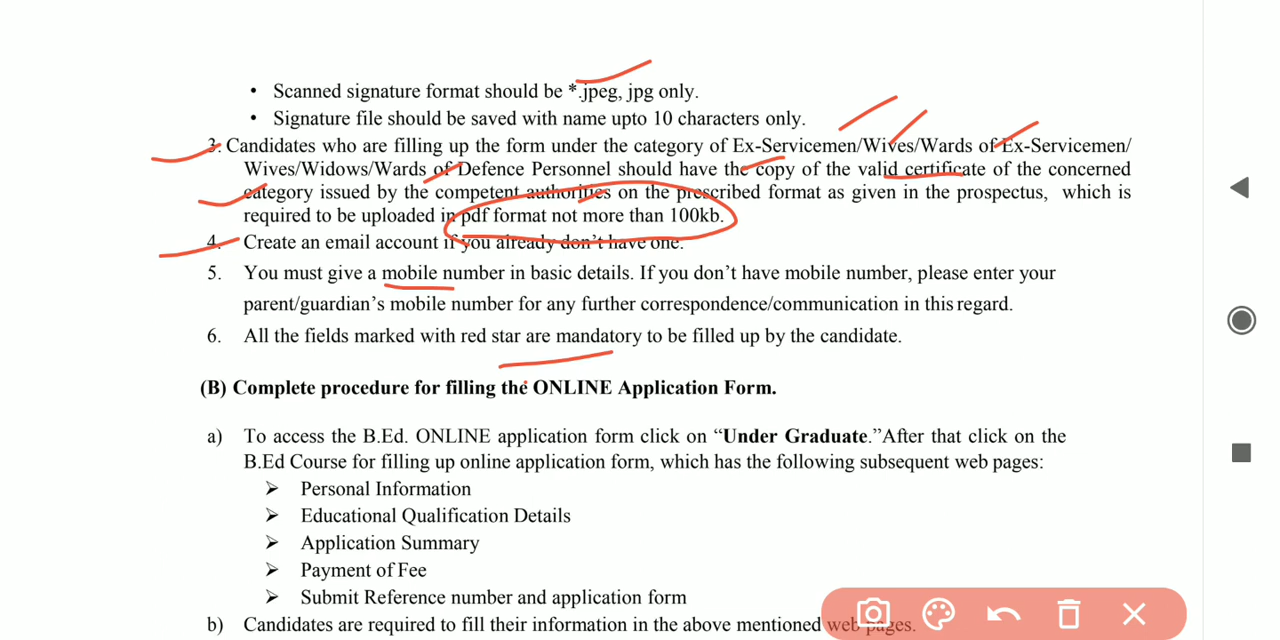 • Scanned signature format should be *.jpeg, jpg only.
• Signature file should be saved with name upto 10 characters only.
3. Candidates who are filling up the form under the category of Ex-Servicemen/Wives/Wards of Ex-Servicemen/
Wives/Widows/Wards of Defence Personnel should have the copy of the valid certificate of the concerned
category issued by the competent authorities on the prescribed format as given in the prospectus, which is
required to be uploaded in pdf format not more than 100kb.
4. Create an email account if you already don't have one.
5. You must give a mobile number in basic details. If you don't have mobile number, please enter your
parent/guardian's mobile number for any further correspondence/communication in this regard.
6. All the fields marked with red star are mandatory to be filled up by the candidate.
(B) Complete procedure for filling the ONLINE Application Form.
a) To access the B.Ed. ONLINE application form click on “Under Graduate.”After that click on the
B.Ed Course for filling up online application form, which has the following subsequent web pages:
➢ Personal Information
➢ Educational Qualification Details
➢ Application Summary
➢ Payment of Fee
➢ Submit Reference number and application form
b) Candidates are required to fill their information in the above mentioned web pages.